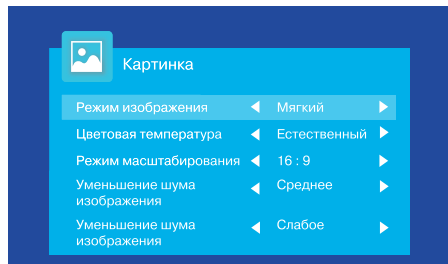 Картинка
Режим изображения Мягкий
Цветовая температура Естественный
Режим масштабирования 16 : 9
Уменьшение шума Среднее
изображения
Уменьшение шума Слабое
изображения